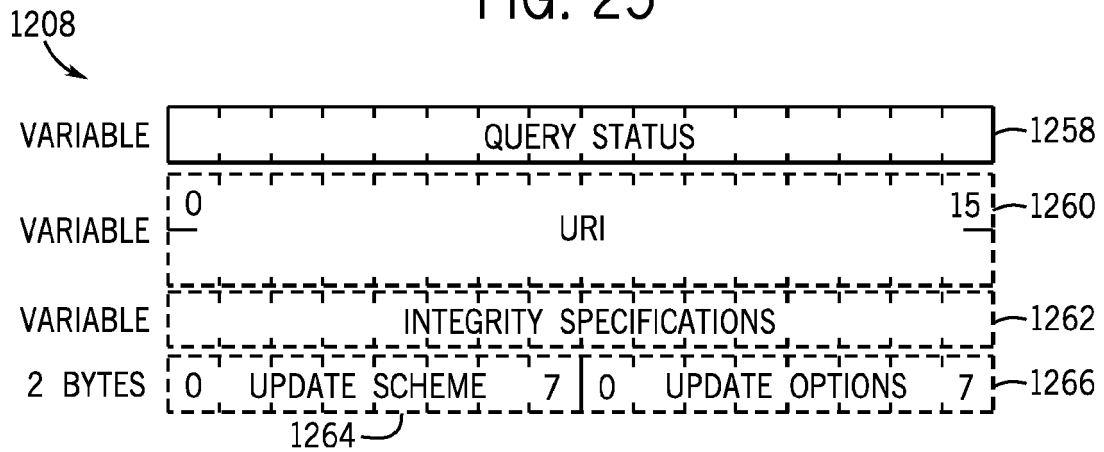 FIG. 25
1208
VARIABLE QUERY STATUS 1258
0 15 1260
VARIABLE URI
VARIABLE INTEGRITY SPECIFICATIONS 1262
2 BYTES 0 UPDATE SCHEME 7 0 UPDATE OPTIONS 7 1266
1264